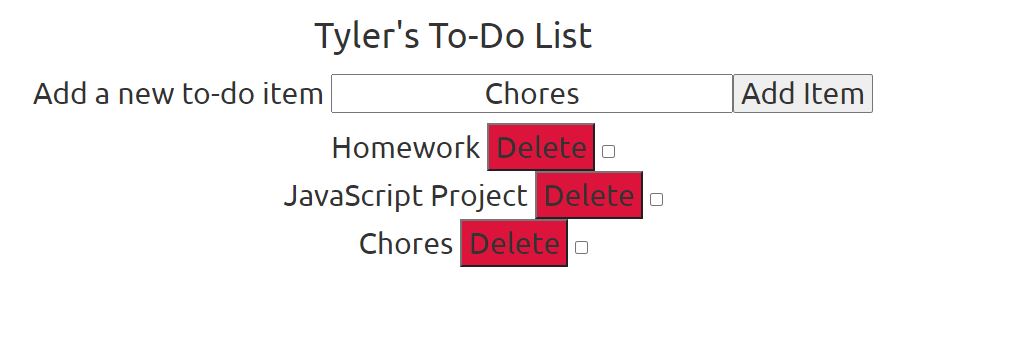 Tyler's To-Do List
Add a new to-do item Chores Add Item
Homework Delete
JavaScript Project Delete
Chores Delete